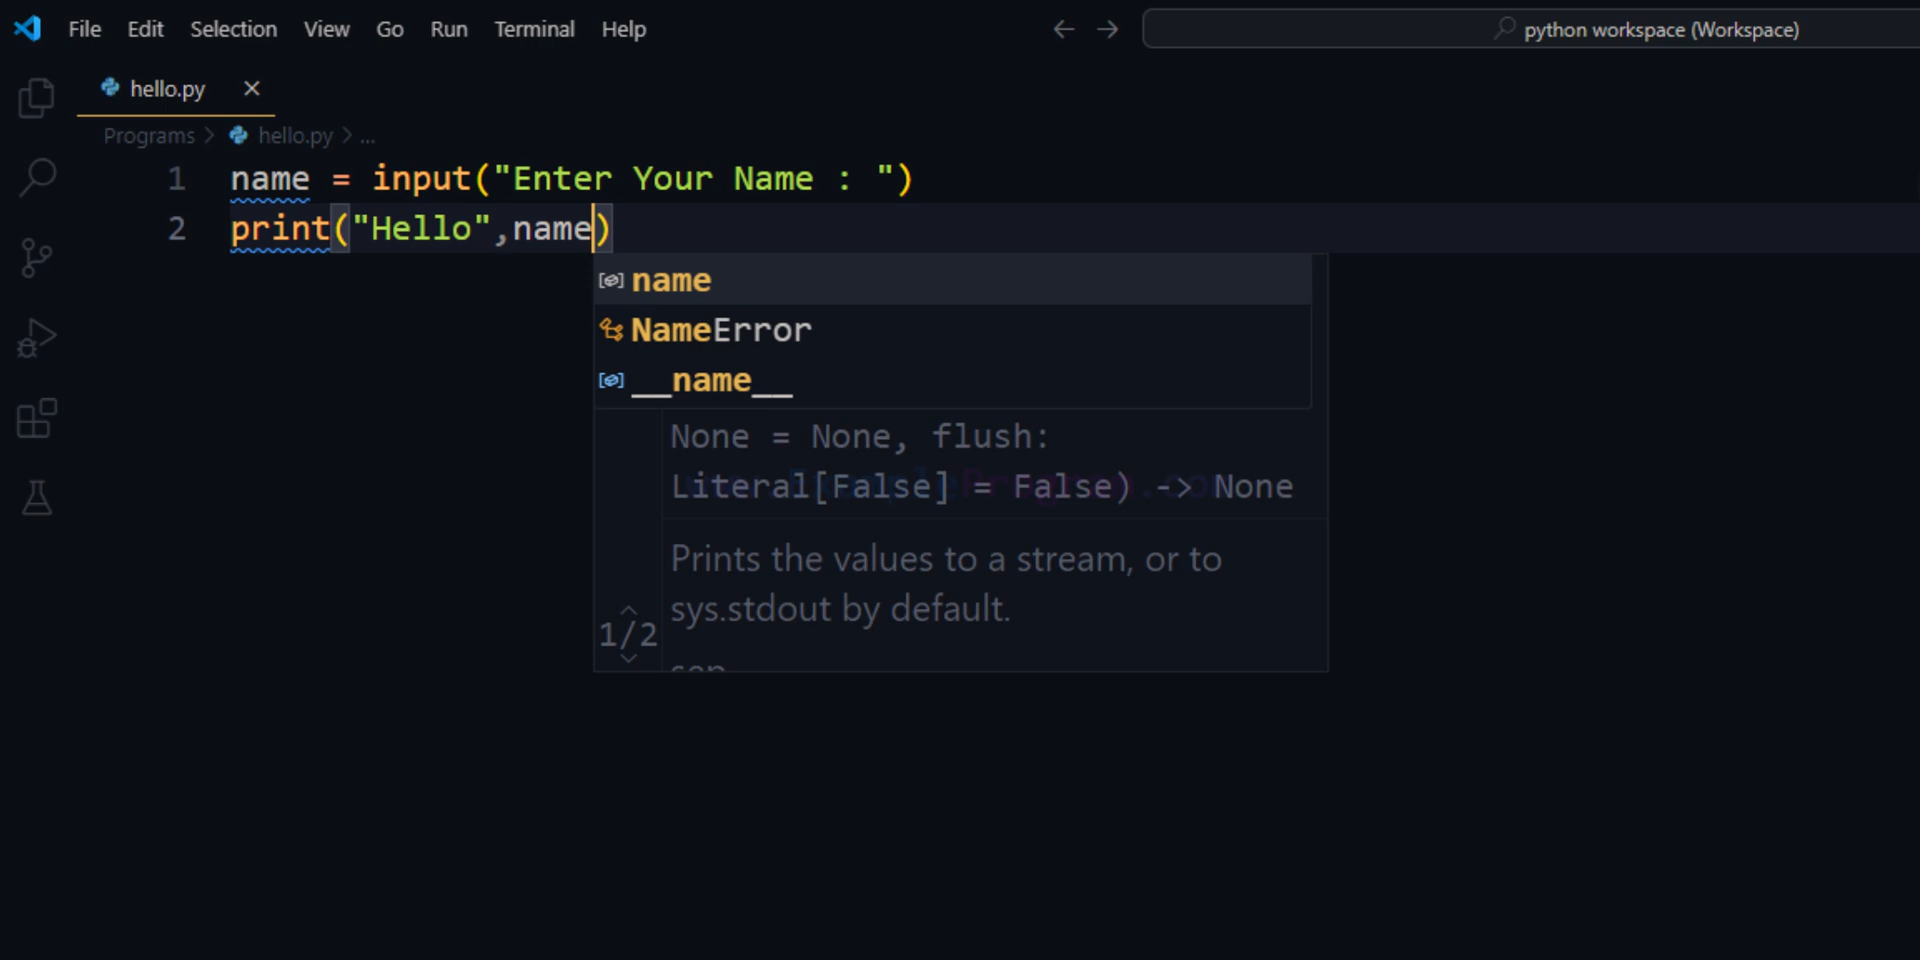 File Edit Selection View Go Run Terminal Help
python workspace (Workspace)
hello.py
Programs > hello.py > ...
1 name = input("Enter Your Name : ")
2 print("Hello",name)
name
NameError
__name__
None = None, flush:
Literal[False] = False) -> None
Prints the values to a stream, or to
sys.stdout by default.
1/2